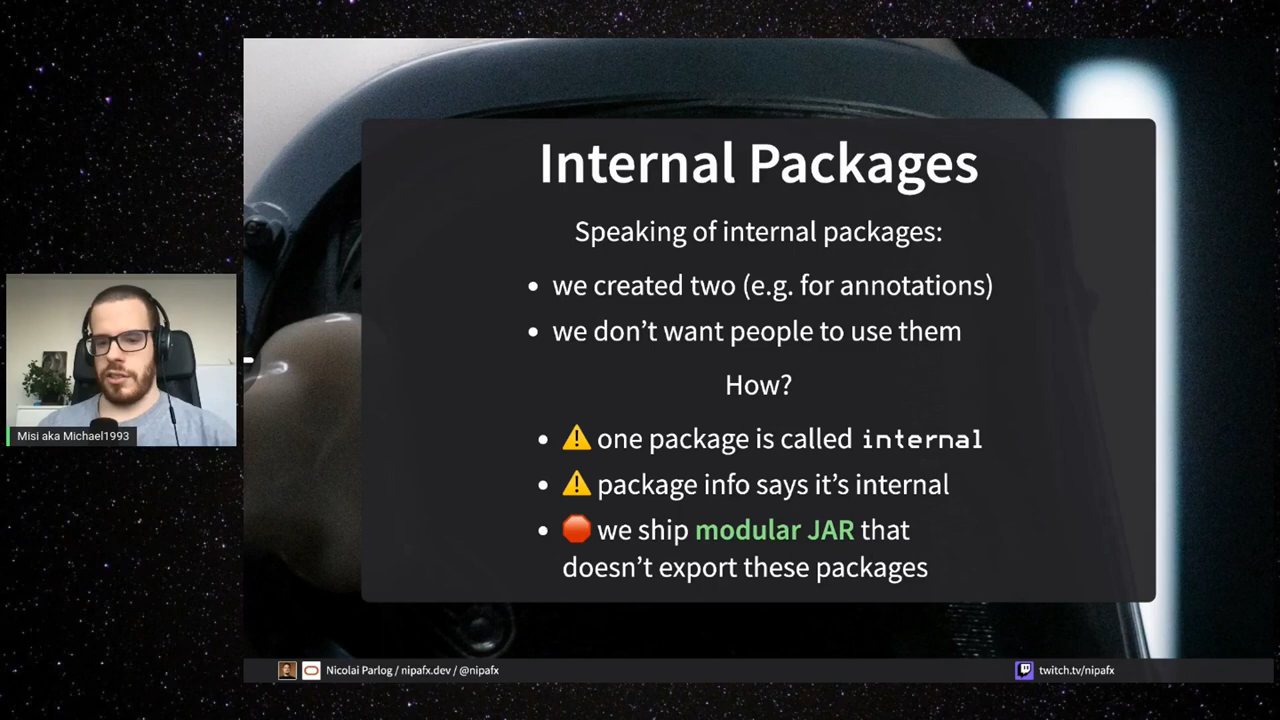 Internal Packages
Speaking of internal packages:
• we created two (e.g. for annotations)
• we don’t want people to use them
How?
• ⚠️ one package is called internal
• ⚠️ package info says it’s internal
• 🛑 we ship modular JAR that
doesn’t export these packages
Misi aka Michael1993
Nicolai Parlog / nipafx.dev / @nipafx
twitch.tv/nipafx